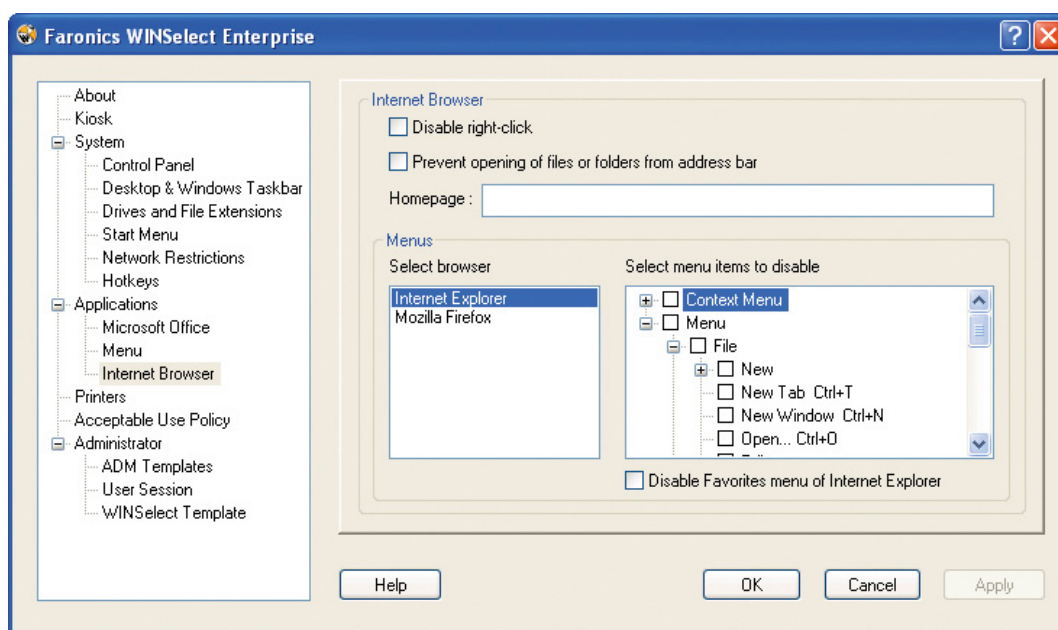 Faronics WINSelect Enterprise
About
Kiosk
System
Control Panel
Desktop & Windows Taskbar
Drives and File Extensions
Start Menu
Network Restrictions
Hotkeys
Applications
Microsoft Office
Menu
Internet Browser
Printers
Acceptable Use Policy
Administrator
ADM Templates
User Session
WINSelect Template
Internet Browser
Disable right-click
Prevent opening of files or folders from address bar
Homepage :
Menus
Select browser
Internet Explorer
Mozilla Firefox
Select menu items to disable
Context Menu
Menu
File
New
New Tab Ctrl+T
New Window Ctrl+N
Open... Ctrl+O
Disable Favorites menu of Internet Explorer
Help
OK
Cancel
Apply